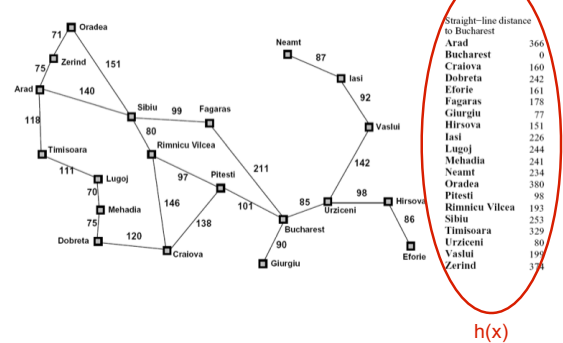 Oradea
71
Neamt
87
Zerind
151
75
Iasi
Arad
140
92
Sibiu
99
Fagaras
118
80
Vaslui
Rimnicu Vilcea
Timisoara
111
Lugoj
97
Pitesti
211
142
70
146
98
Mehadia
101
85
Hirsova
Urziceni
75
138
86
Bucharest
Dobreta
120
90
Craiova
Eforie
Giurgiu
Straight-line distance
to Bucharest
Arad 366
Bucharest 0
Craiova 160
Dobreta 242
Eforie 161
Fagaras 178
Giurgiu 77
Hirsova 151
Iasi 226
Lugoj 244
Mehadia 241
Neamt 234
Oradea 380
Pitesti 98
Rimnicu Vilcea 193
Sibiu 253
Timisoara 329
Urziceni 80
Vaslui 199
Zerind 374
h(x)